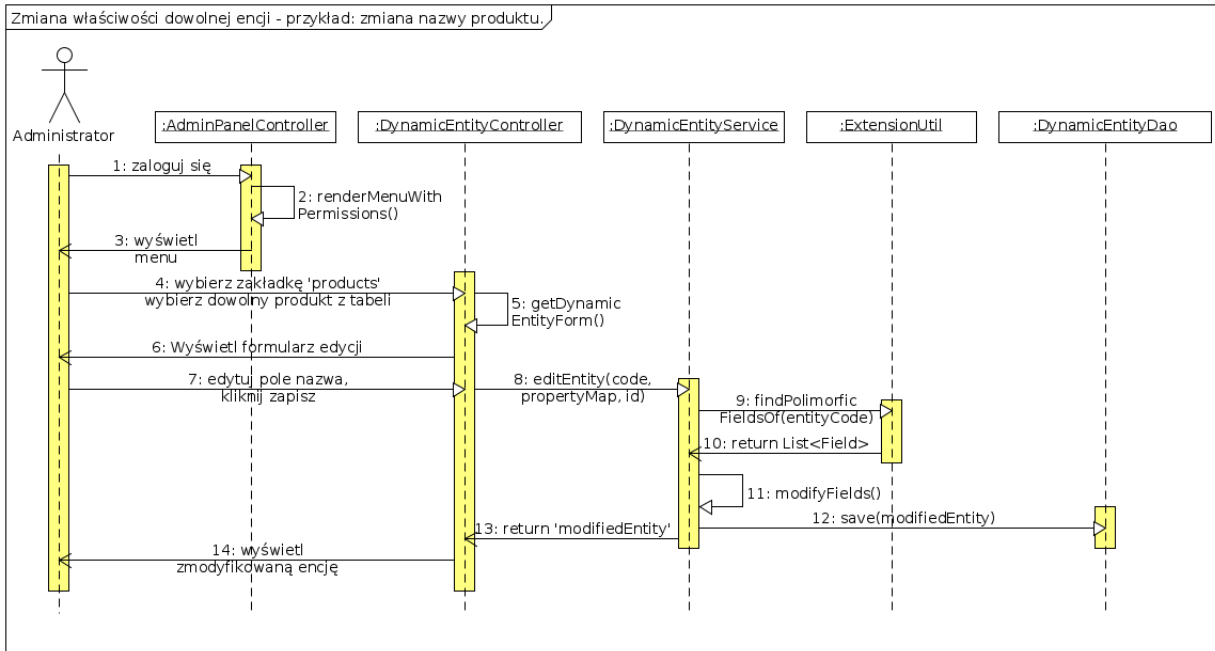 Zmiana właściwości dowolnej encji - przykład: zmiana nazwy produktu.
Administrator
:AdminPanelController
:DynamicEntityController
:DynamicEntityService
:ExtensionUtil
:DynamicEntityDao
1: zaloguj się
2: renderMenuWith
Permissions()
3: wyświetl
menu
4: wybierz zakładkę 'products'
wybierz dowolny produkt z tabeli
5: getDynamic
EntityForm()
6: Wyświetl formularz edycji
7: edytuj pole nazwa,
kliknij zapisz
8: editEntity(code,
propertyMap, id)
9: findPolimorfic
FieldsOf(entityCode)
10: return List<Field>
11: modifyFields()
12: save(modifiedEntity)
13: return 'modifiedEntity'
14: wyświetl
zmodyfikowaną encję